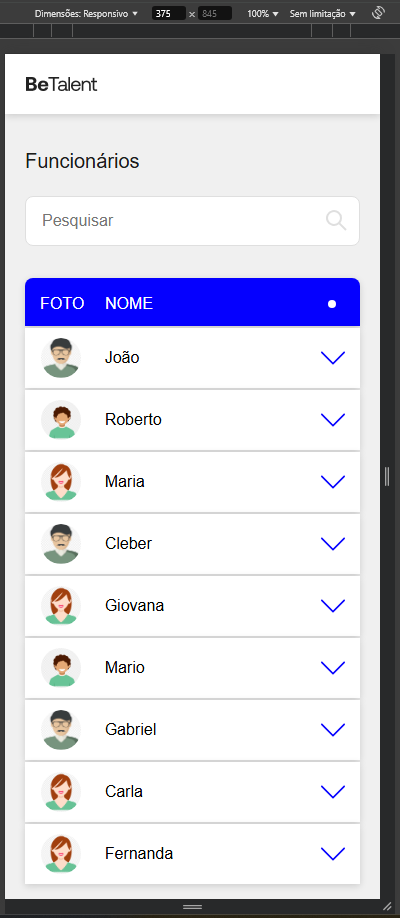 Dimensões: Responsivo 375 × 845 100% Sem limitação
BeTalent
Funcionários
Pesquisar
FOTO NOME
João
Roberto
Maria
Cleber
Giovana
Mario
Gabriel
Carla
Fernanda